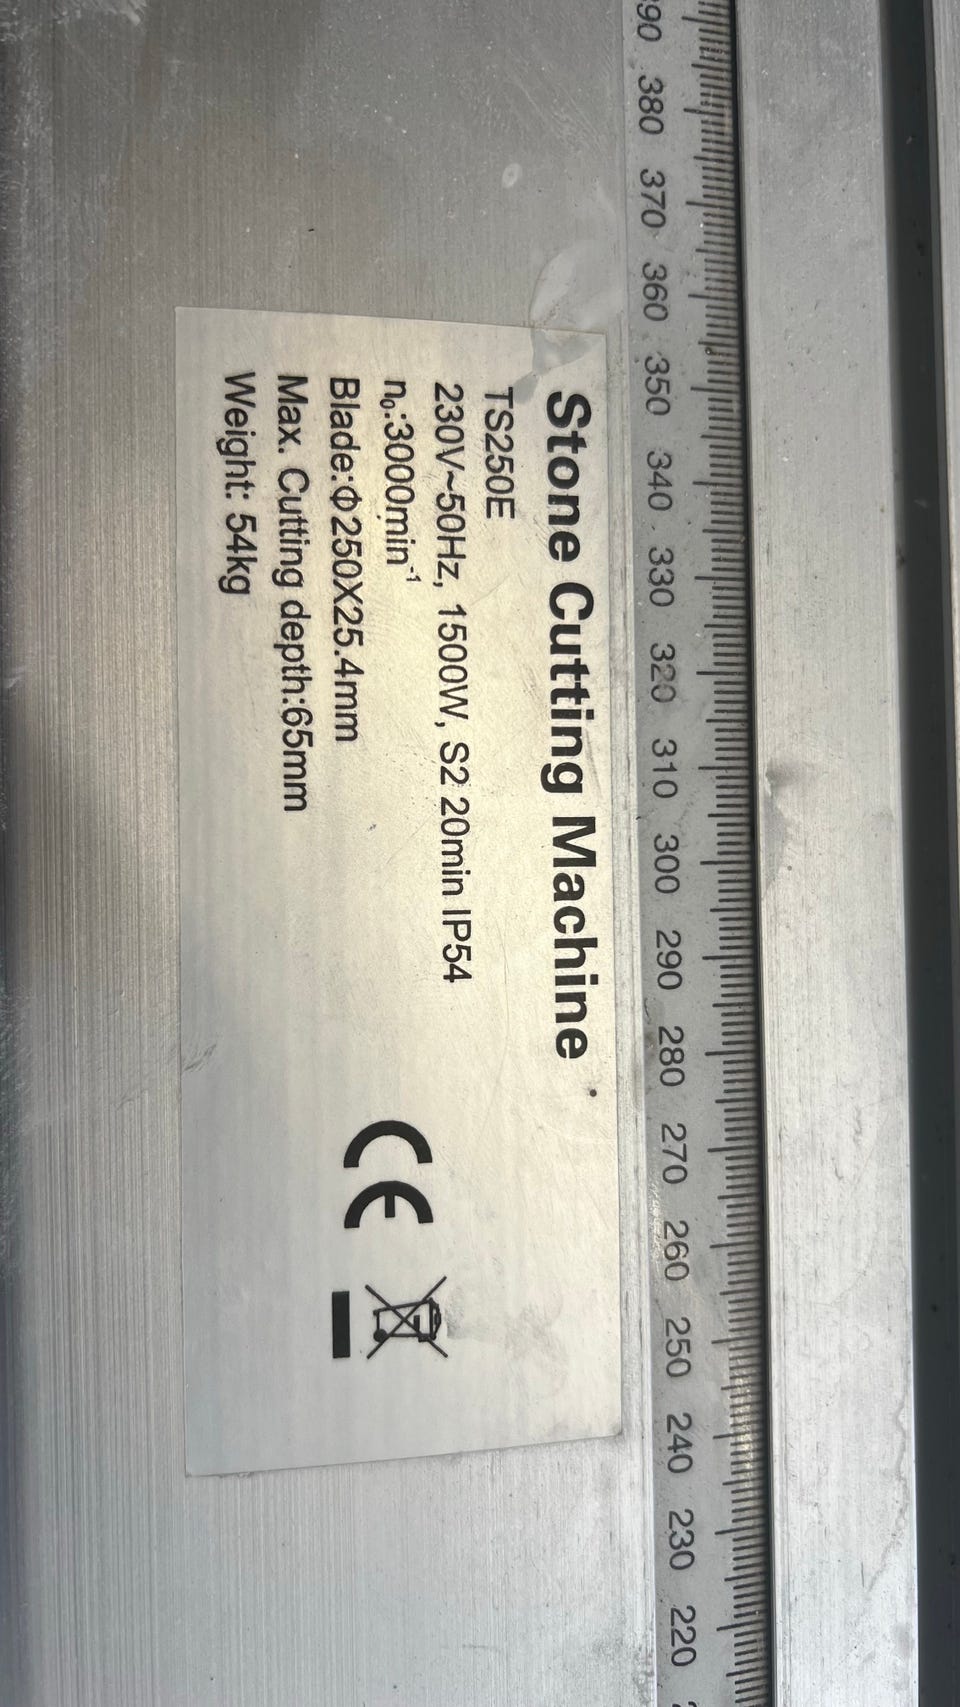 Stone Cutting Machine
TS250E
230V~50Hz, 1500W, S2 20min IP54
n₀:3000min⁻¹
Blade:Φ250X25.4mm
Max. Cutting depth:65mm
Weight: 54kg
CE
390 380 370 360 350 340 330 320 310 300 290 280 270 260 250 240 230 220